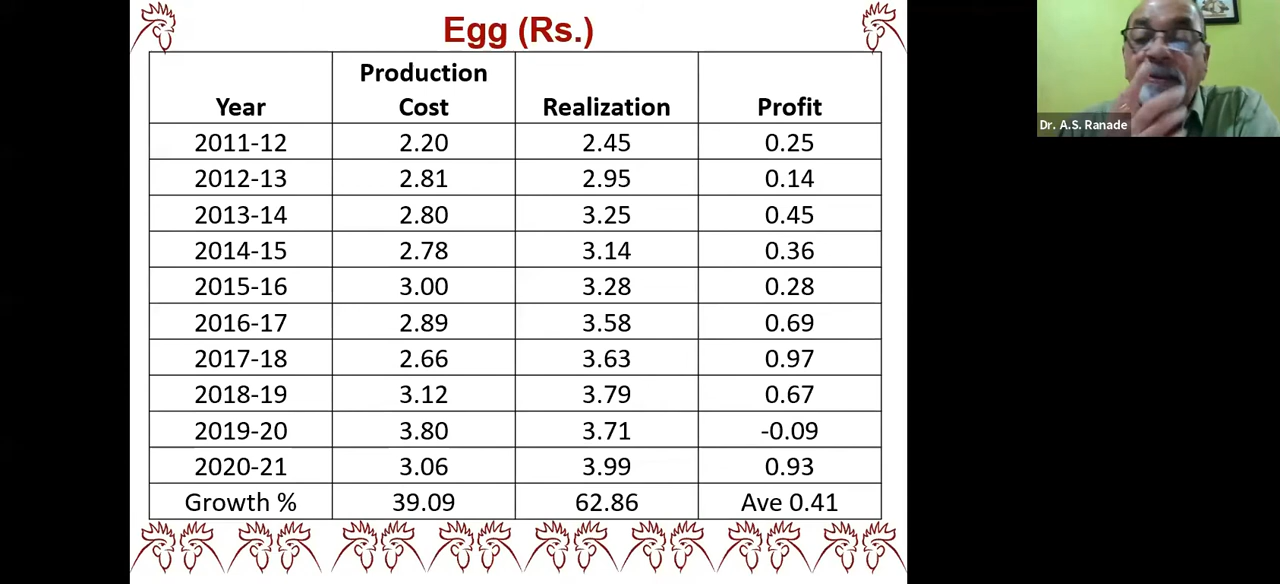 Egg (Rs.)
Year Production Cost Realization Profit
2011-12 2.20 2.45 0.25
2012-13 2.81 2.95 0.14
2013-14 2.80 3.25 0.45
2014-15 2.78 3.14 0.36
2015-16 3.00 3.28 0.28
2016-17 2.89 3.58 0.69
2017-18 2.66 3.63 0.97
2018-19 3.12 3.79 0.67
2019-20 3.80 3.71 -0.09
2020-21 3.06 3.99 0.93
Growth % 39.09 62.86 Ave 0.41
Dr. A.S. Ranade